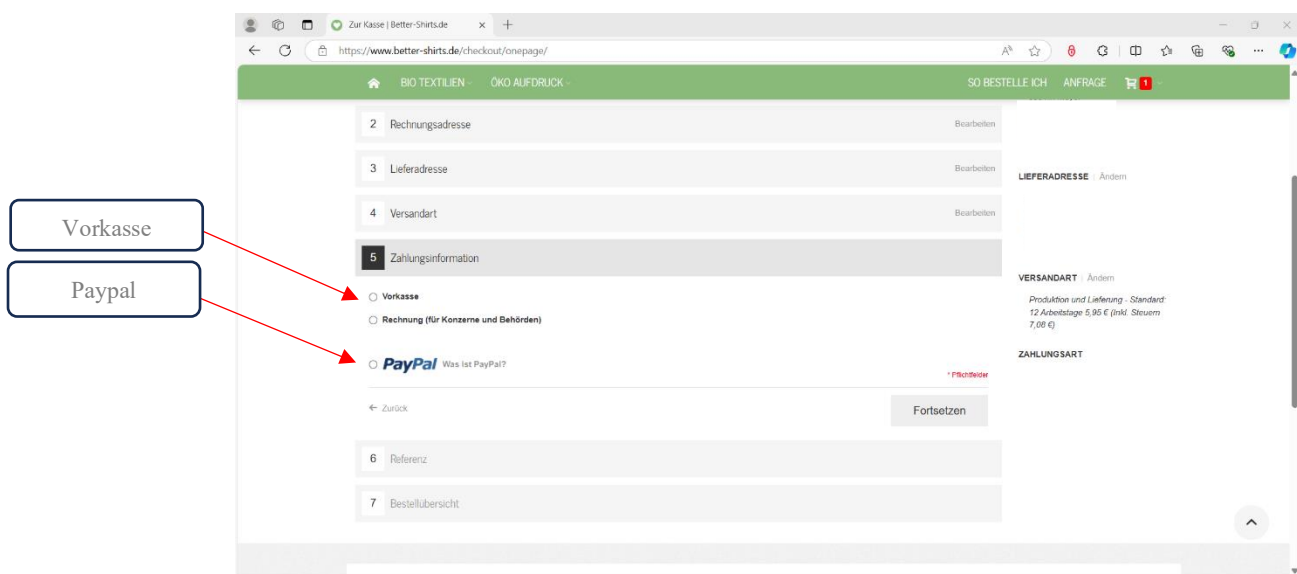 Zur Kasse | Better-Shirts.de
https://www.better-shirts.de/checkout/onepage/
BIO TEXTILIEN ÖKO AUFDRUCK SO BESTELLE ICH ANFRAGE 1
2 Rechnungsadresse Bearbeiten
3 Lieferadresse Bearbeiten
LIEFERADRESSE | Ändern
4 Versandart Bearbeiten
Vorkasse
5 Zahlungsinformation
Paypal
VERSANDART | Ändern
Vorkasse
Produktion und Lieferung - Standard:
12 Arbeitstage 5,95 € (Inkl. Steuern
7,08 €)
Rechnung (für Konzerne und Behörden)
ZAHLUNGSART
PayPal Was ist PayPal?
* Pflichtfelder
← Zurück Fortsetzen
6 Referenz
7 Bestellübersicht